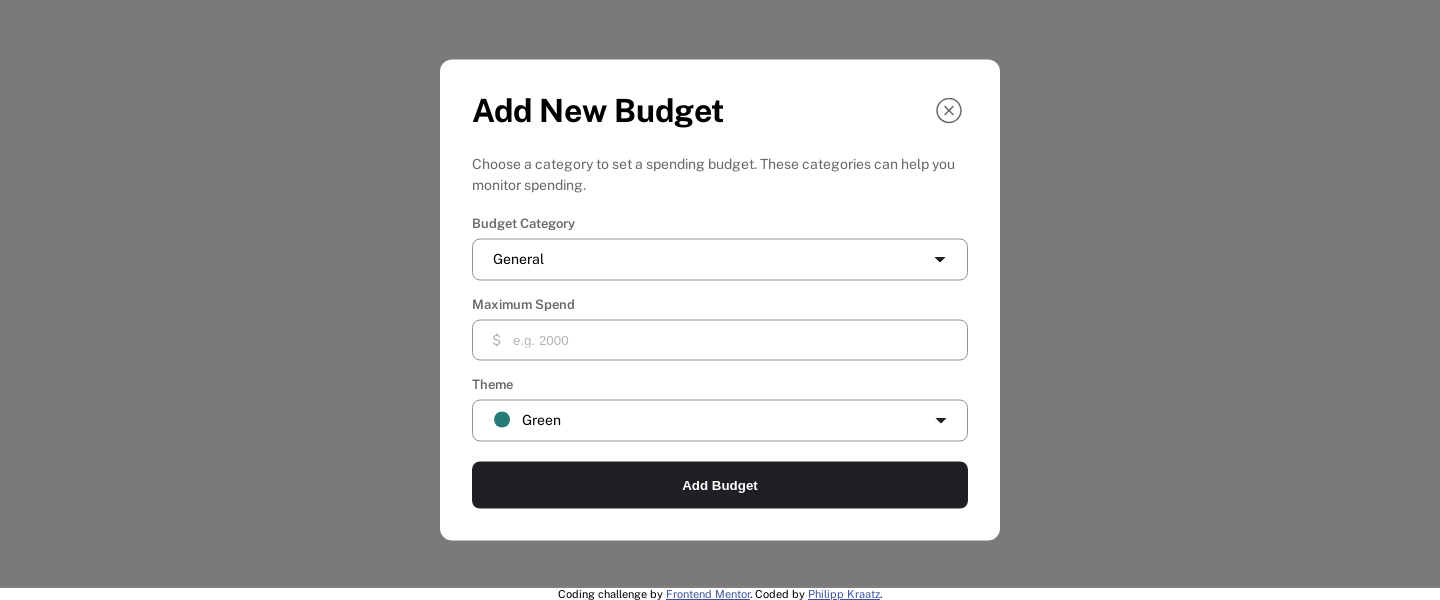 Add New Budget
Choose a category to set a spending budget. These categories can help you
monitor spending.
Budget Category
General
Maximum Spend
$ e.g. 2000
Theme
Green
Add Budget
Coding challenge by Frontend Mentor. Coded by Philipp Kraatz.